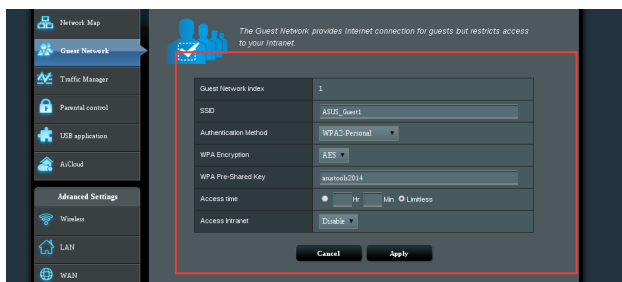 Network Map
Guest Network
Traffic Manager
Parental control
USB application
AiCloud
Advanced Settings
Wireless
LAN
WAN
The Guest Network provides Internet connection for guests but restricts access
to your Intranet.
Guest Network index 1
SSID ASUS_Guest1
Authentication Method WPA2-Personal
WPA Encryption AES
WPA Pre-Shared Key
Access time Hr Min Limitless
Access Intranet Disable
Cancel Apply